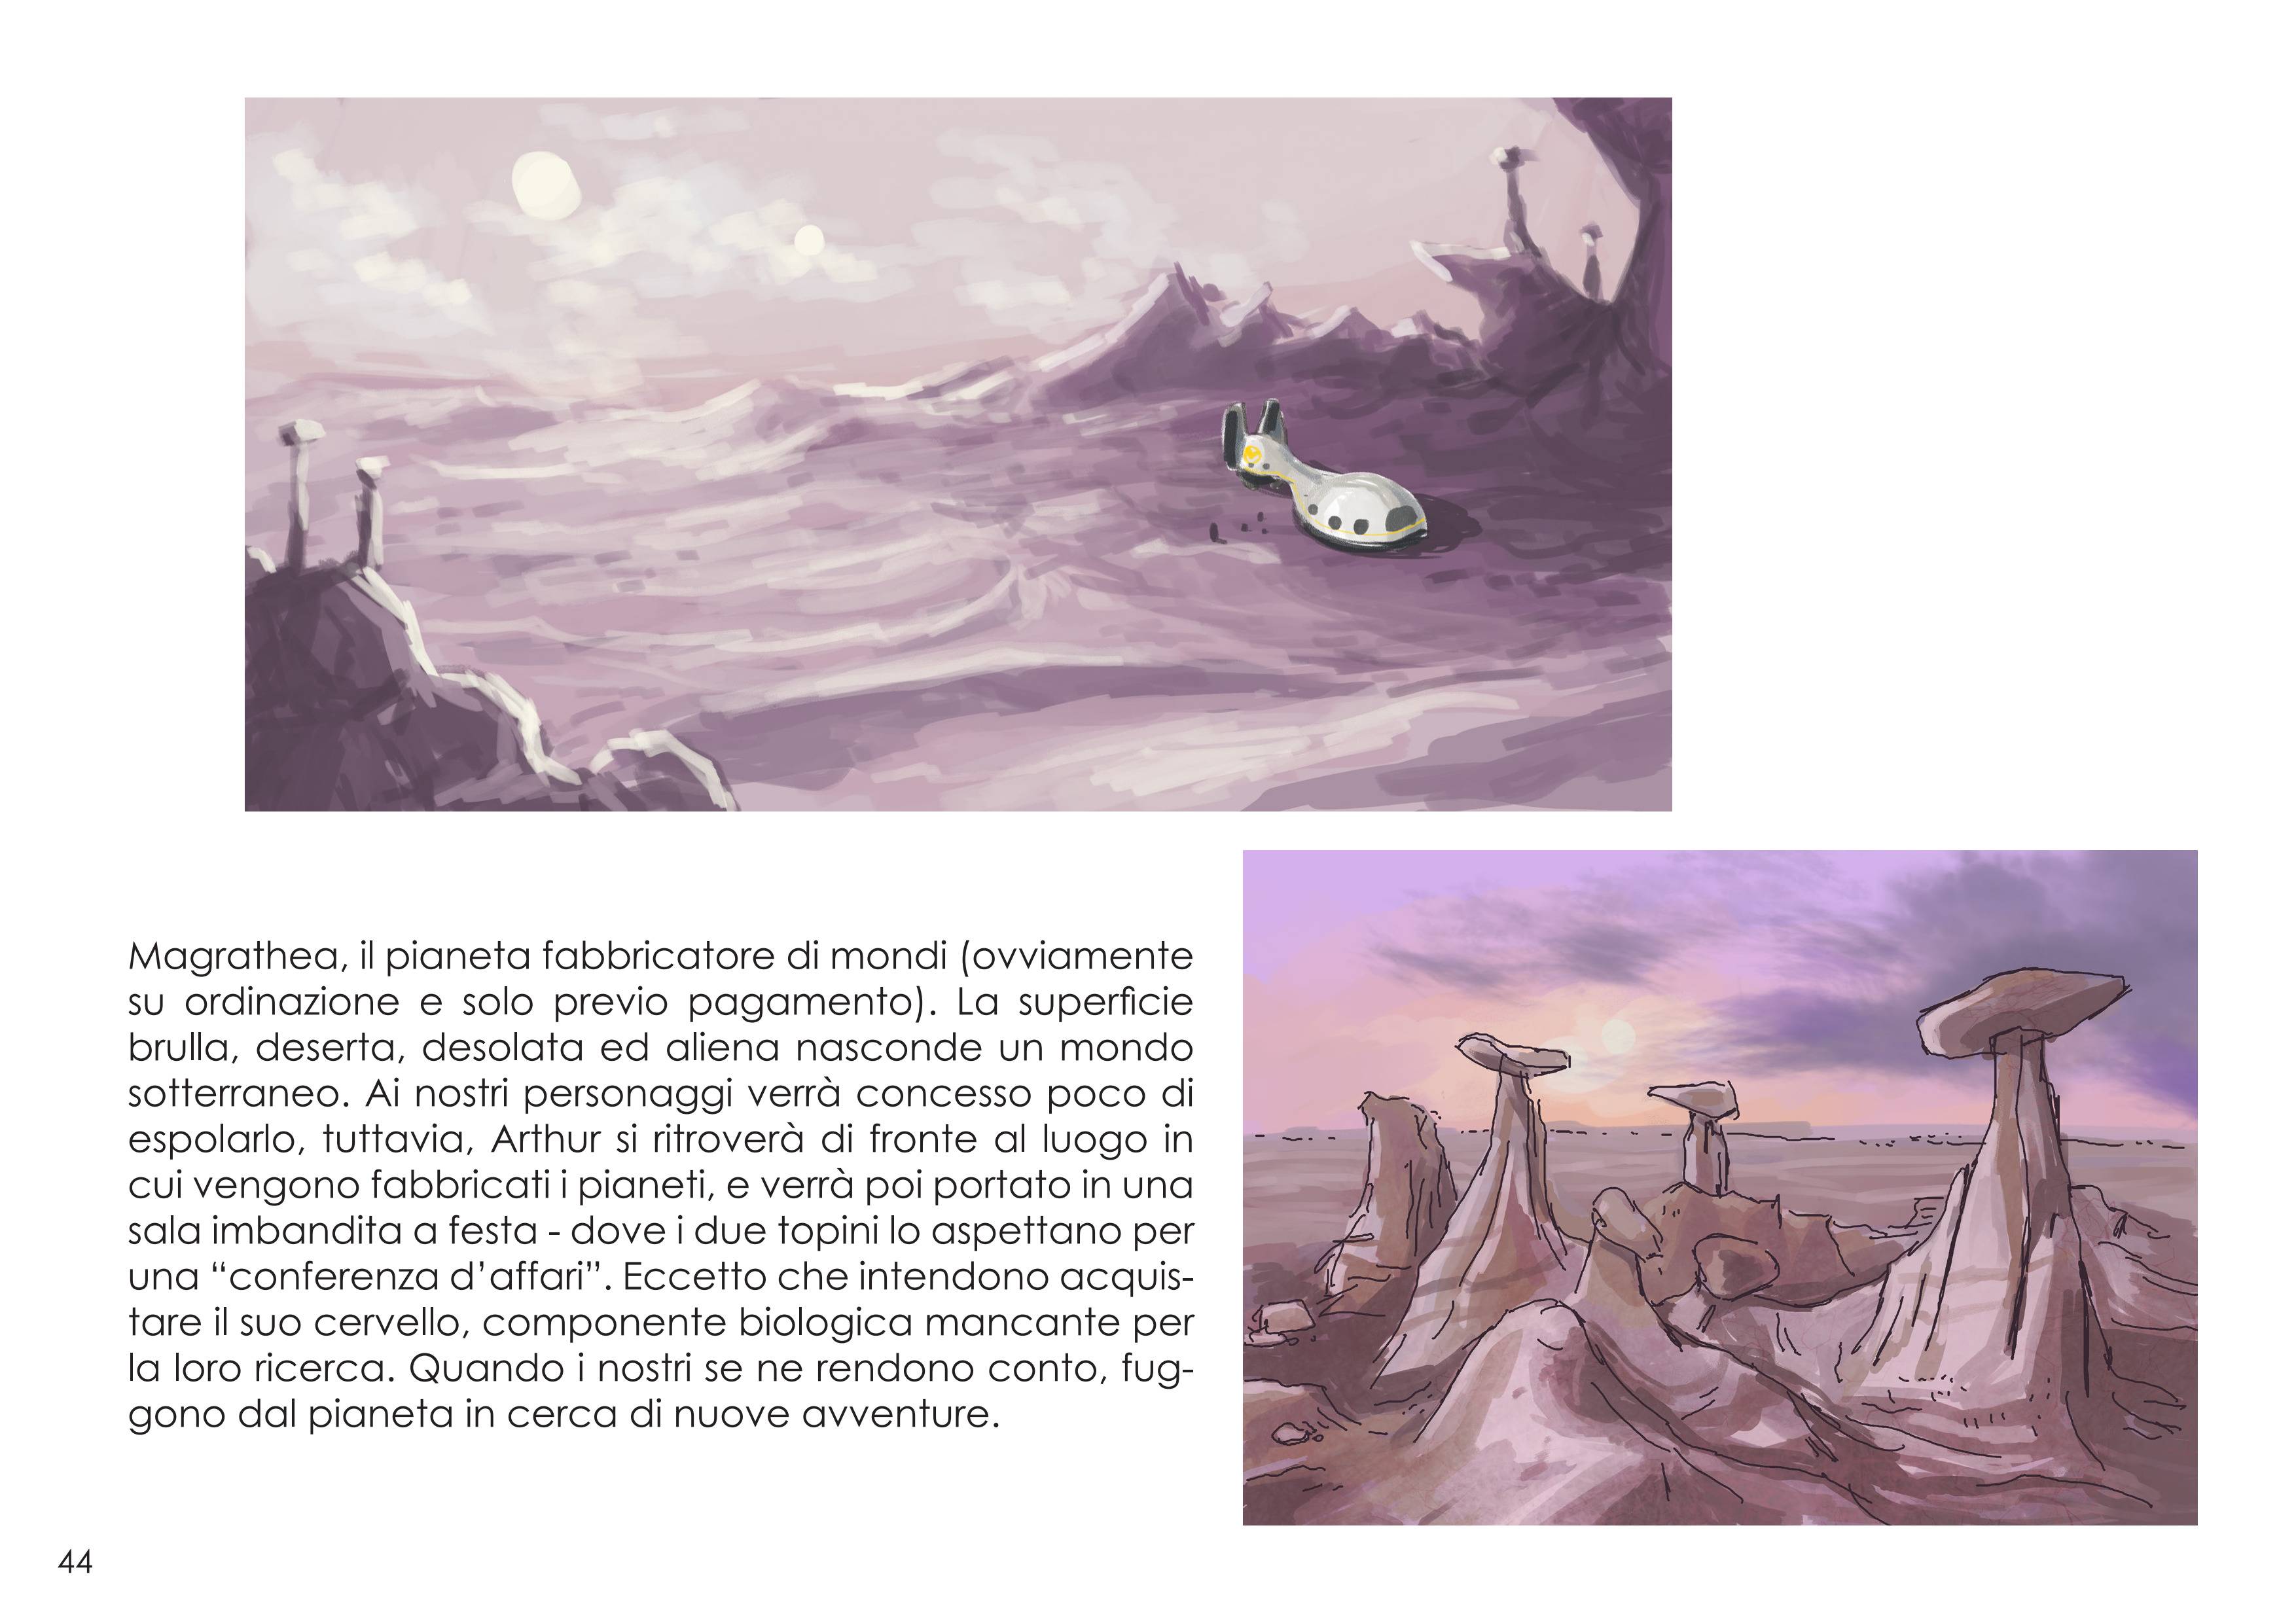 Magrathea, il pianeta fabbricatore di mondi (ovviamente
su ordinazione e solo previo pagamento). La superficie
brulla, deserta, desolata ed aliena nasconde un mondo
sotterraneo. Ai nostri personaggi verrà concesso poco di
espolarlo, tuttavia, Arthur si ritroverà di fronte al luogo in
cui vengono fabbricati i pianeti, e verrà poi portato in una
sala imbandita a festa - dove i due topini lo aspettano per
una “conferenza d’affari”. Eccetto che intendono acquis-
tare il suo cervello, componente biologica mancante per
la loro ricerca. Quando i nostri se ne rendono conto, fug-
gono dal pianeta in cerca di nuove avventure.
44